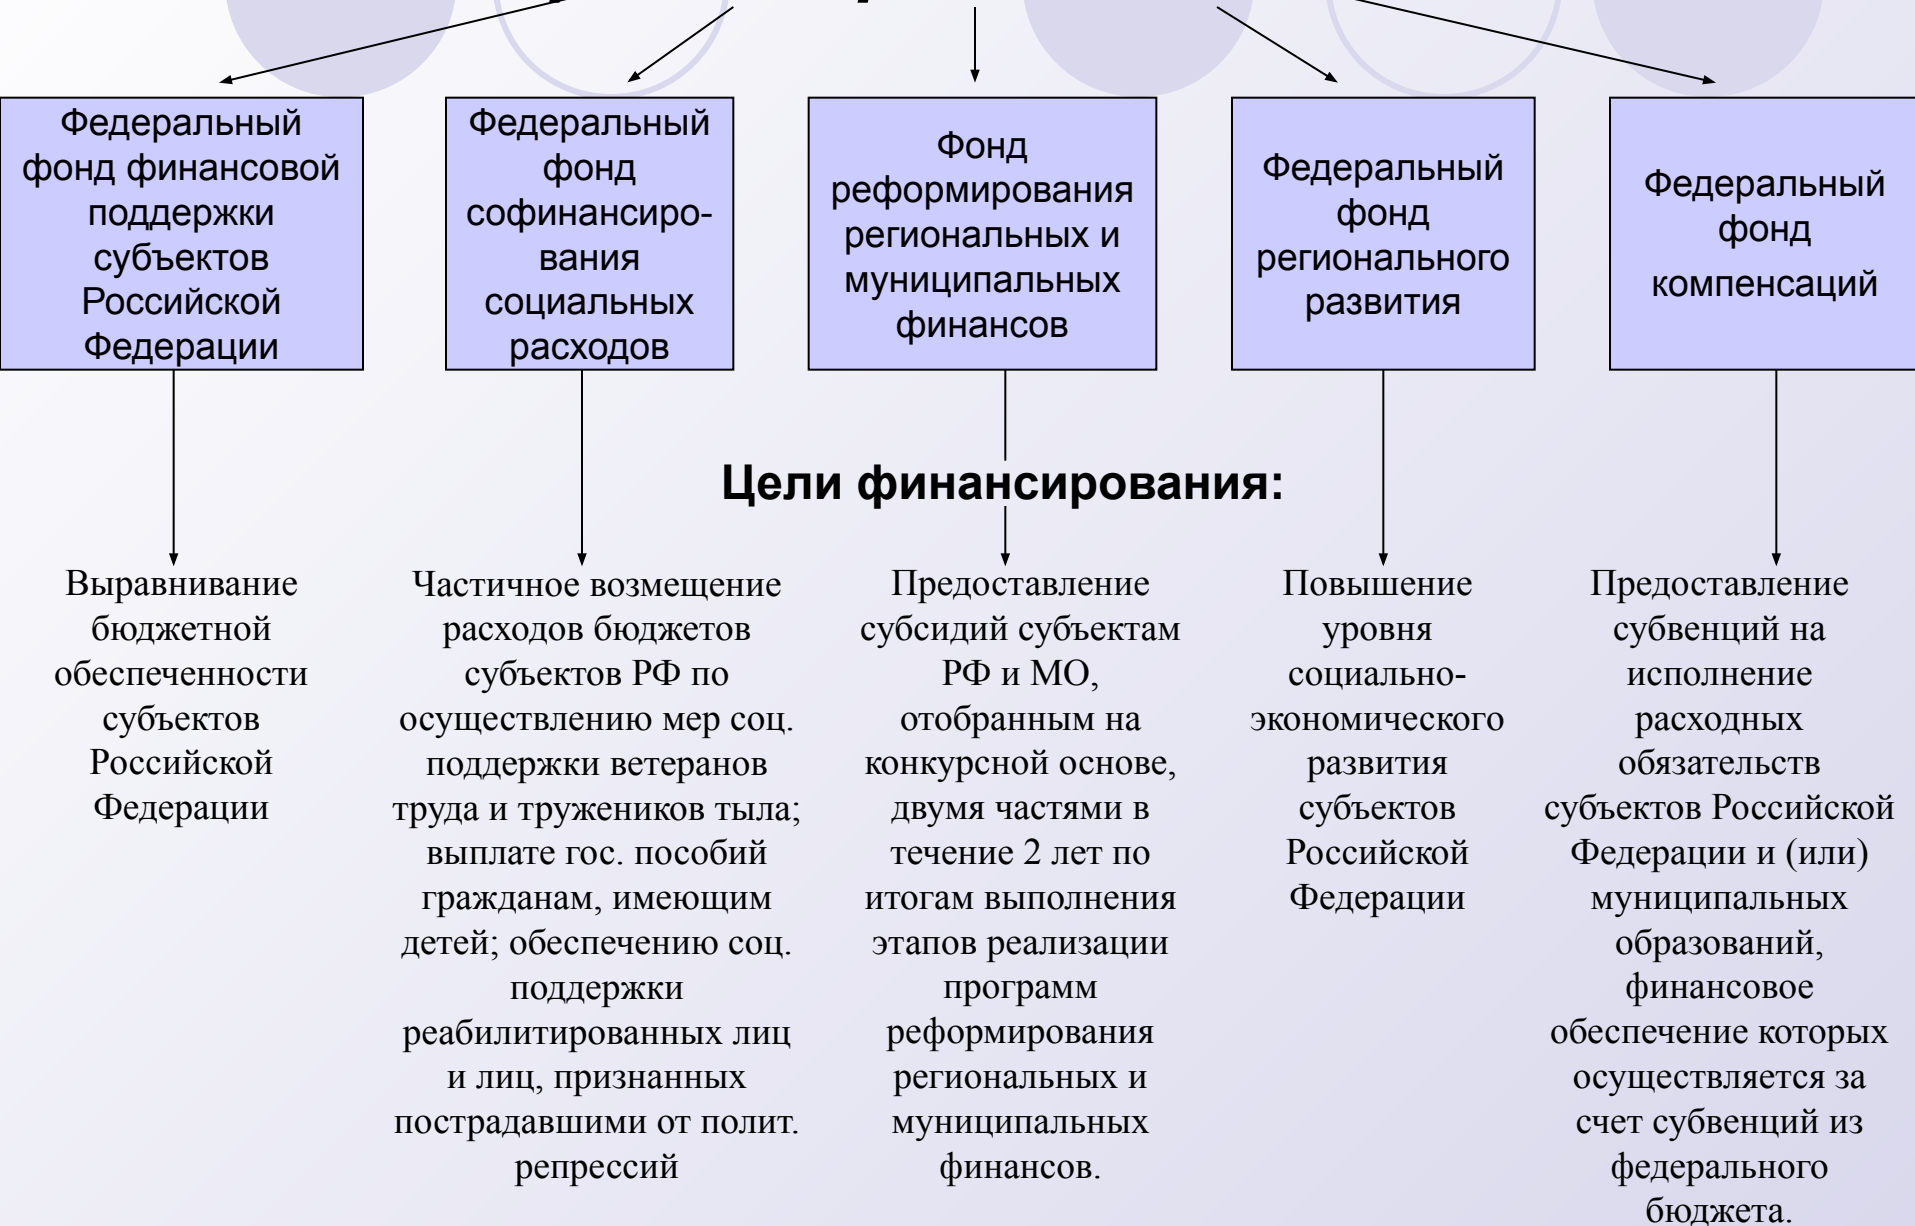 Федеральный
фонд финансовой
поддержки
субъектов
Российской
Федерации
Федеральный
фонд
софинансиро-
вания
социальных
расходов
Фонд
реформирования
региональных и
муниципальных
финансов
Федеральный
фонд
регионального
развития
Федеральный
фонд
компенсаций
Цели финансирования:
Выравнивание
бюджетной
обеспеченности
субъектов
Российской
Федерации
Частичное возмещение
расходов бюджетов
субъектов РФ по
осуществлению мер соц.
поддержки ветеранов
труда и тружеников тыла;
выплате гос. пособий
гражданам, имеющим
детей; обеспечению соц.
поддержки
реабилитированных лиц
и лиц, признанных
пострадавшими от полит.
репрессий
Предоставление
субсидий субъектам
РФ и МО,
отобранным на
конкурсной основе,
двумя частями в
течение 2 лет по
итогам выполнения
этапов реализации
программ
реформирования
региональных и
муниципальных
финансов.
Повышение
уровня
социально-
экономического
развития
субъектов
Российской
Федерации
Предоставление
субвенций на
исполнение
расходных
обязательств
субъектов Российской
Федерации и (или)
муниципальных
образований,
финансовое
обеспечение которых
осуществляется за
счет субвенций из
федерального
бюджета.